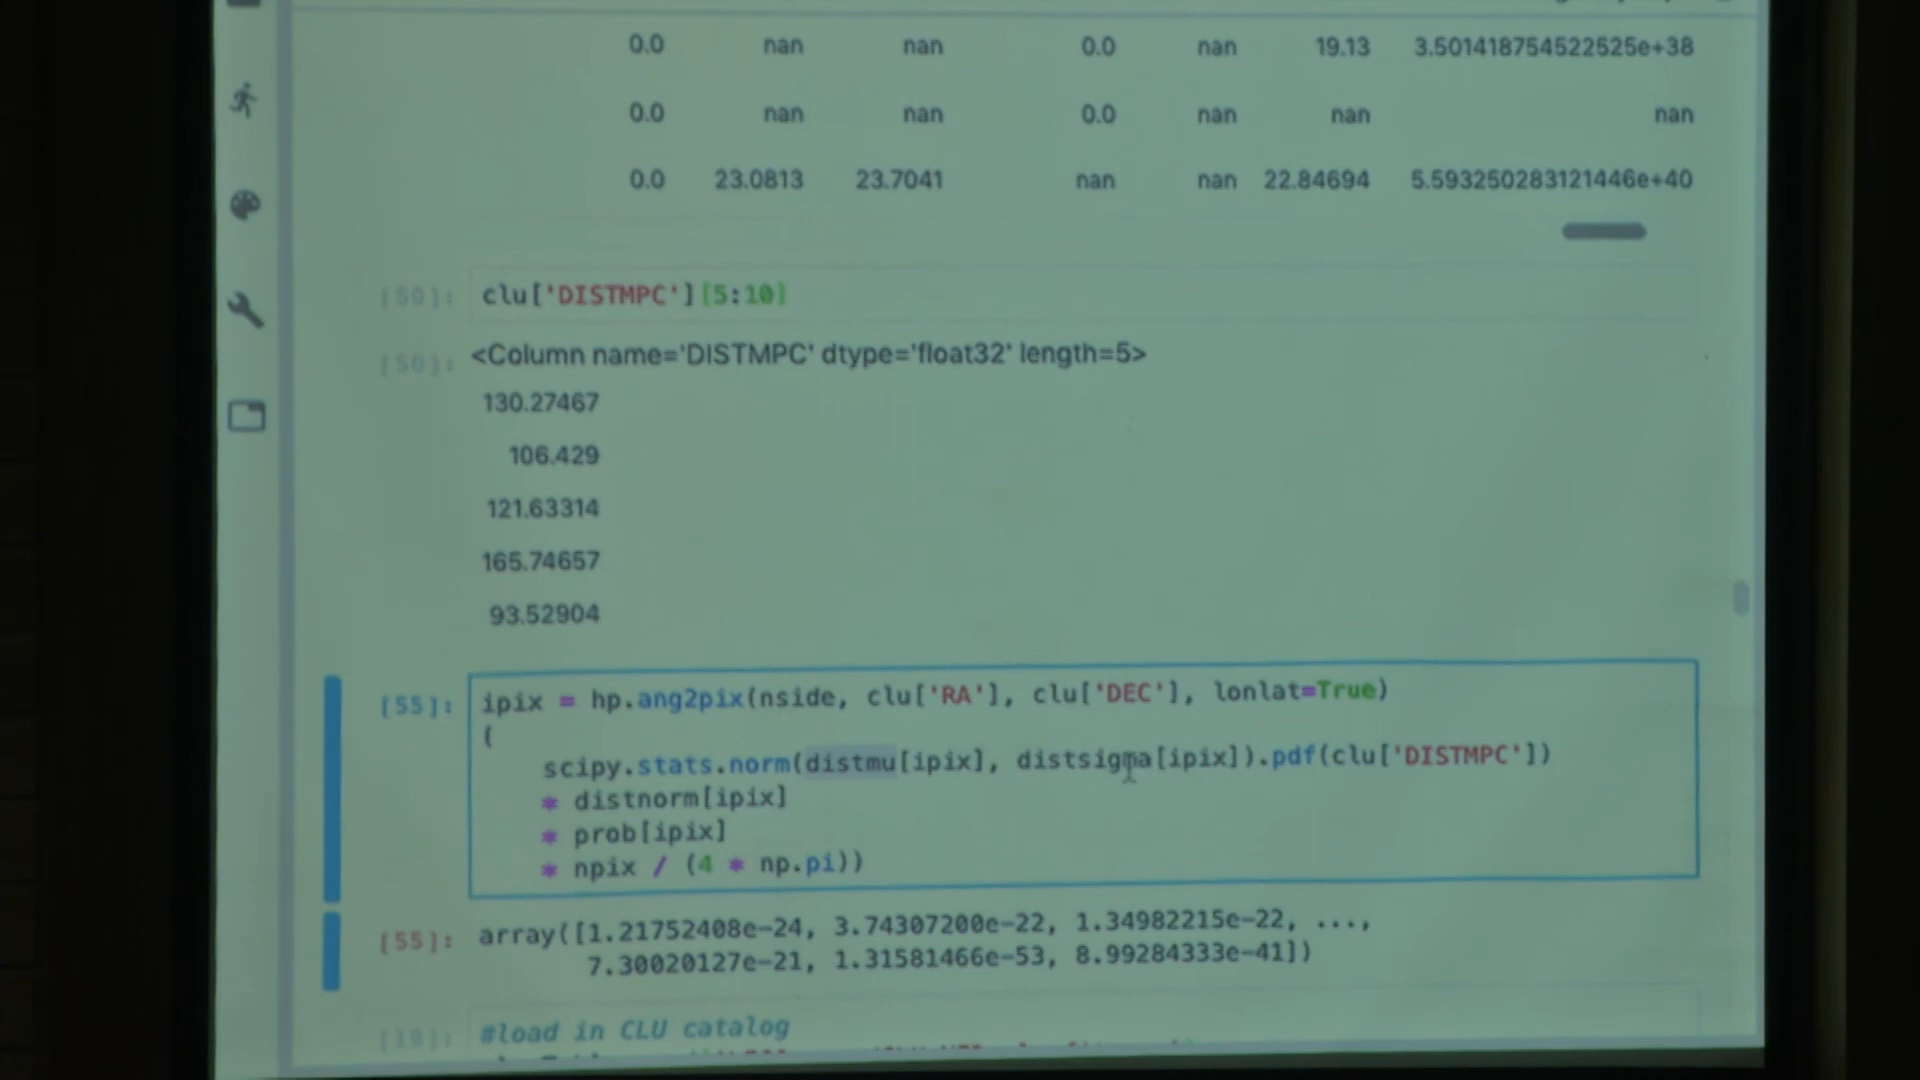 0.0 nan nan 0.0 nan 19.13 3.501418754522525e+38
0.0 nan nan 0.0 nan nan nan
0.0 23.0813 23.7041 nan nan 22.84694 5.593250283121446e+40
[50]: clu['DISTMPC'][5:10]
[50]: <Column name='DISTMPC' dtype='float32' length=5>
130.27467
106.429
121.63314
165.74657
93.52904
[55]: ipix = hp.ang2pix(nside, clu['RA'], clu['DEC'], lonlat=True)
(
scipy.stats.norm(distmu[ipix], distsigma[ipix]).pdf(clu['DISTMPC'])
* distnorm[ipix]
* prob[ipix]
* npix / (4 * np.pi))
[55]: array([1.21752408e-24, 3.74307200e-22, 1.34982215e-22, ...,
7.30020127e-21, 1.31581466e-53, 8.99284333e-41])
[19]: #load in CLU catalog